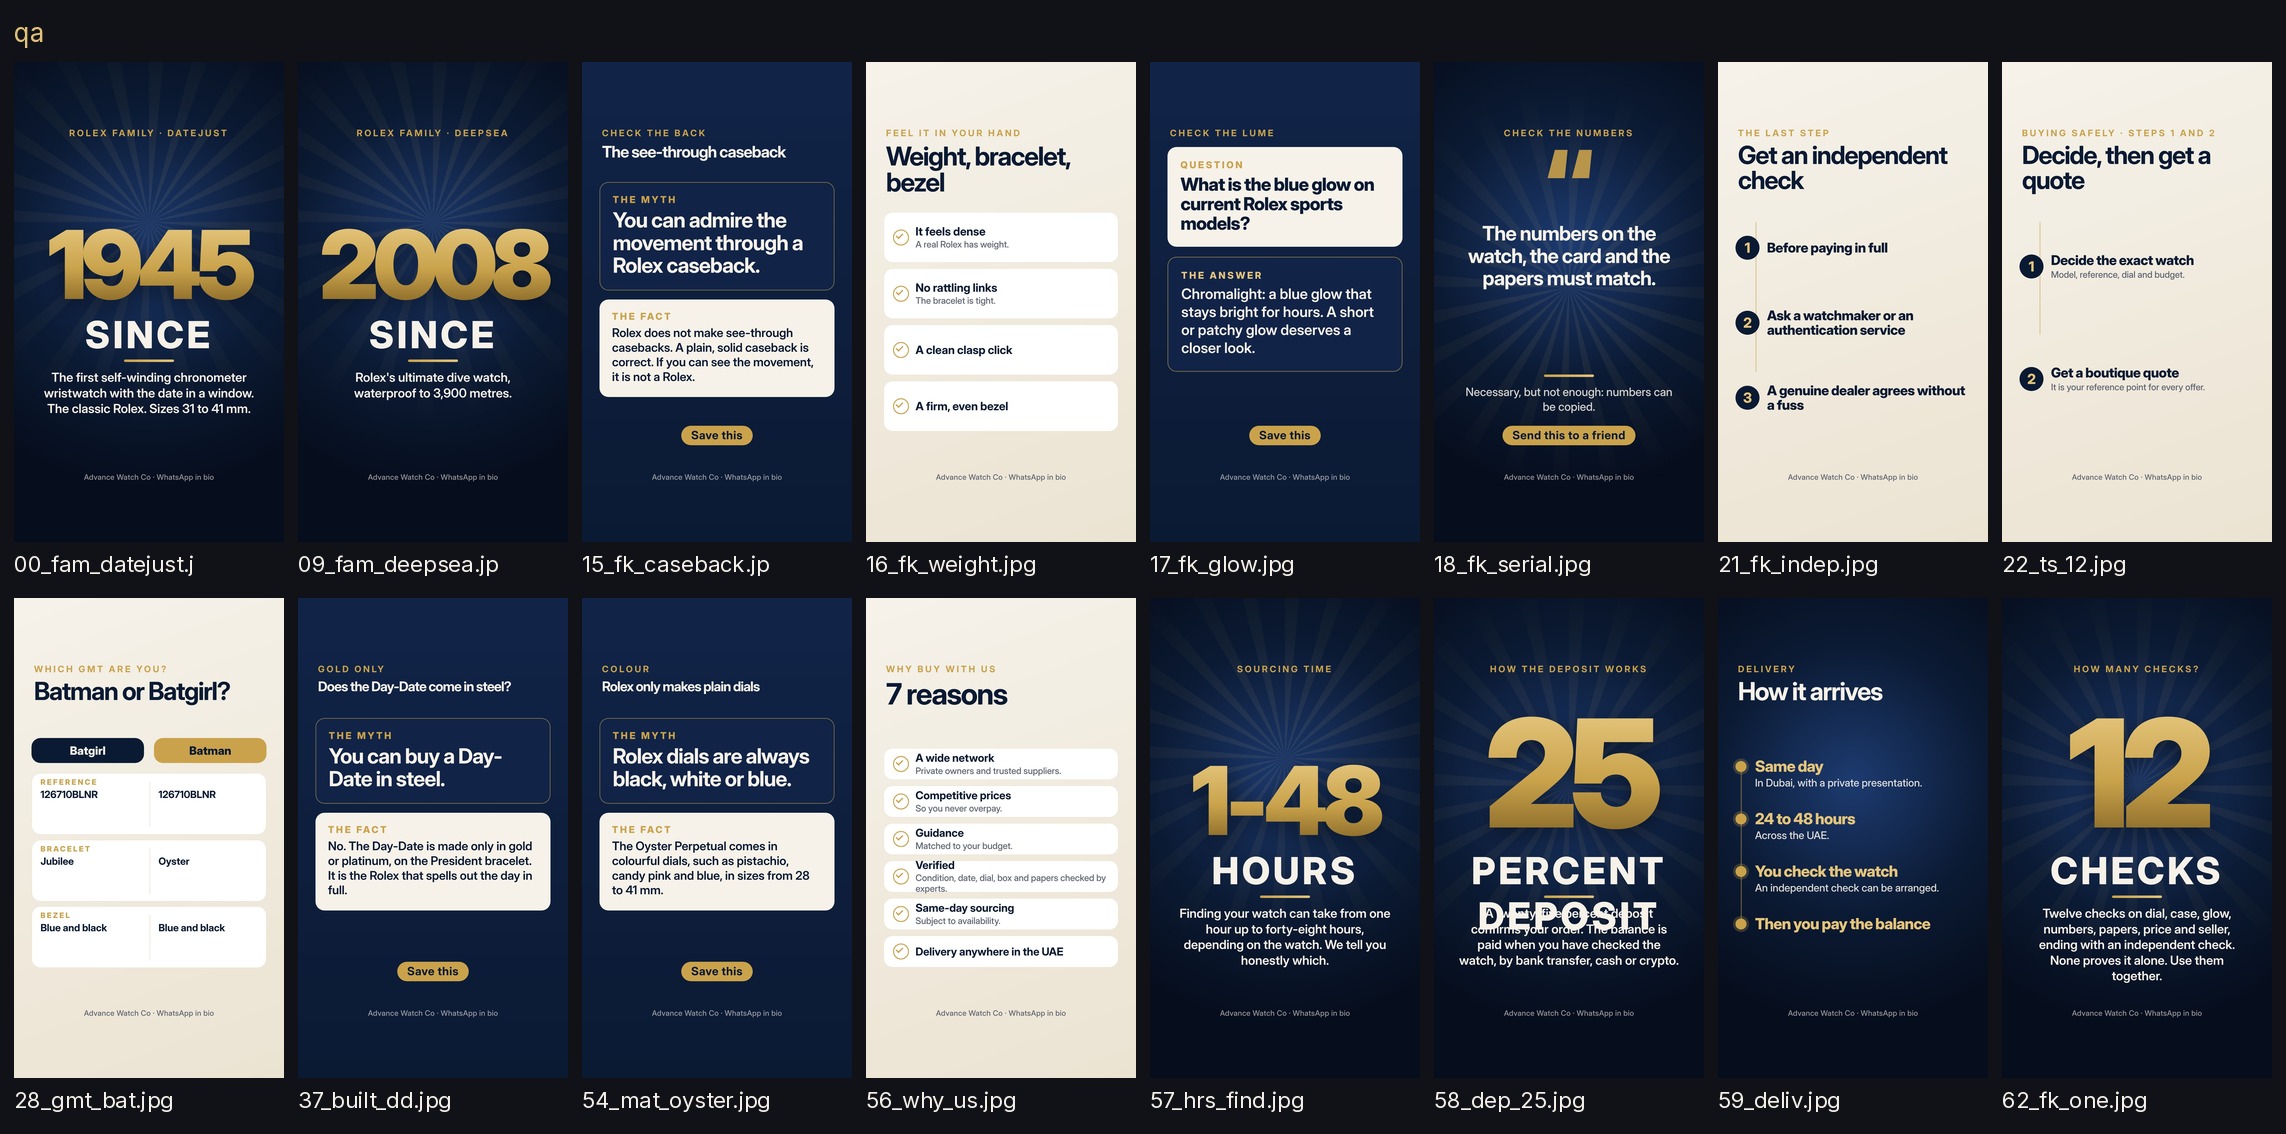 qa
ROLEX FAMILY · DATEJUST
1945
SINCE
The first self-winding chronometer
wristwatch with the date in a window.
The classic Rolex. Sizes 31 to 41 mm.
Advance Watch Co · WhatsApp in bio
00_fam_datejust.j
ROLEX FAMILY · DEEPSEA
2008
SINCE
Rolex's ultimate dive watch,
waterproof to 3,900 metres.
Advance Watch Co · WhatsApp in bio
09_fam_deepsea.jp
CHECK THE BACK
The see-through caseback
THE MYTH
You can admire the
movement through a
Rolex caseback.
THE FACT
Rolex does not make see-through
casebacks. A plain, solid caseback is
correct. If you can see the movement,
it is not a Rolex.
Save this
Advance Watch Co · WhatsApp in bio
15_fk_caseback.jp
FEEL IT IN YOUR HAND
Weight, bracelet,
bezel
It feels dense
A real Rolex has weight.
No rattling links
The bracelet is tight.
A clean clasp click
A firm, even bezel
Advance Watch Co · WhatsApp in bio
16_fk_weight.jpg
CHECK THE LUME
QUESTION
What is the blue glow on
current Rolex sports
models?
THE ANSWER
Chromalight: a blue glow that
stays bright for hours. A short
or patchy glow deserves a
closer look.
Save this
Advance Watch Co · WhatsApp in bio
17_fk_glow.jpg
CHECK THE NUMBERS
"
The numbers on the
watch, the card and the
papers must match.
Necessary, but not enough: numbers can
be copied.
Send this to a friend
Advance Watch Co · WhatsApp in bio
18_fk_serial.jpg
THE LAST STEP
Get an independent
check
1 Before paying in full
2 Ask a watchmaker or an
authentication service
3 A genuine dealer agrees without
a fuss
Advance Watch Co · WhatsApp in bio
21_fk_indep.jpg
BUYING SAFELY · STEPS 1 AND 2
Decide, then get a
quote
1 Decide the exact watch
Model, reference, dial and budget.
2 Get a boutique quote
It is your reference point for every offer.
Advance Watch Co · WhatsApp in bio
22_ts_12.jpg
WHICH GMT ARE YOU?
Batman or Batgirl?
Batgirl Batman
REFERENCE
126710BLNR 126710BLNR
BRACELET
Jubilee Oyster
BEZEL
Blue and black Blue and black
Advance Watch Co · WhatsApp in bio
28_gmt_bat.jpg
GOLD ONLY
Does the Day-Date come in steel?
THE MYTH
You can buy a Day-
Date in steel.
THE FACT
No. The Day-Date is made only in gold
or platinum, on the President bracelet.
It is the Rolex that spells out the day in
full.
Save this
Advance Watch Co · WhatsApp in bio
37_built_dd.jpg
COLOUR
Rolex only makes plain dials
THE MYTH
Rolex dials are always
black, white or blue.
THE FACT
The Oyster Perpetual comes in
colourful dials, such as pistachio,
candy pink and blue, in sizes from 28
to 41 mm.
Save this
Advance Watch Co · WhatsApp in bio
54_mat_oyster.jpg
WHY BUY WITH US
7 reasons
A wide network
Private owners and trusted suppliers.
Competitive prices
So you never overpay.
Guidance
Matched to your budget.
Verified
Condition, date, dial, box and papers checked by
experts.
Same-day sourcing
Subject to availability.
Delivery anywhere in the UAE
Advance Watch Co · WhatsApp in bio
56_why_us.jpg
SOURCING TIME
1-48
HOURS
Finding your watch can take from one
hour up to forty-eight hours,
depending on the watch. We tell you
honestly which.
Advance Watch Co · WhatsApp in bio
57_hrs_find.jpg
HOW THE DEPOSIT WORKS
25
PERCENT
DEPOSIT
A twenty-five percent deposit
confirms your order. The balance is
paid when you have checked the
watch, by bank transfer, cash or crypto.
Advance Watch Co · WhatsApp in bio
58_dep_25.jpg
DELIVERY
How it arrives
Same day
In Dubai, with a private presentation.
24 to 48 hours
Across the UAE.
You check the watch
An independent check can be arranged.
Then you pay the balance
Advance Watch Co · WhatsApp in bio
59_deliv.jpg
HOW MANY CHECKS?
12
CHECKS
Twelve checks on dial, case, glow,
numbers, papers, price and seller,
ending with an independent check.
None proves it alone. Use them
together.
Advance Watch Co · WhatsApp in bio
62_fk_one.jpg